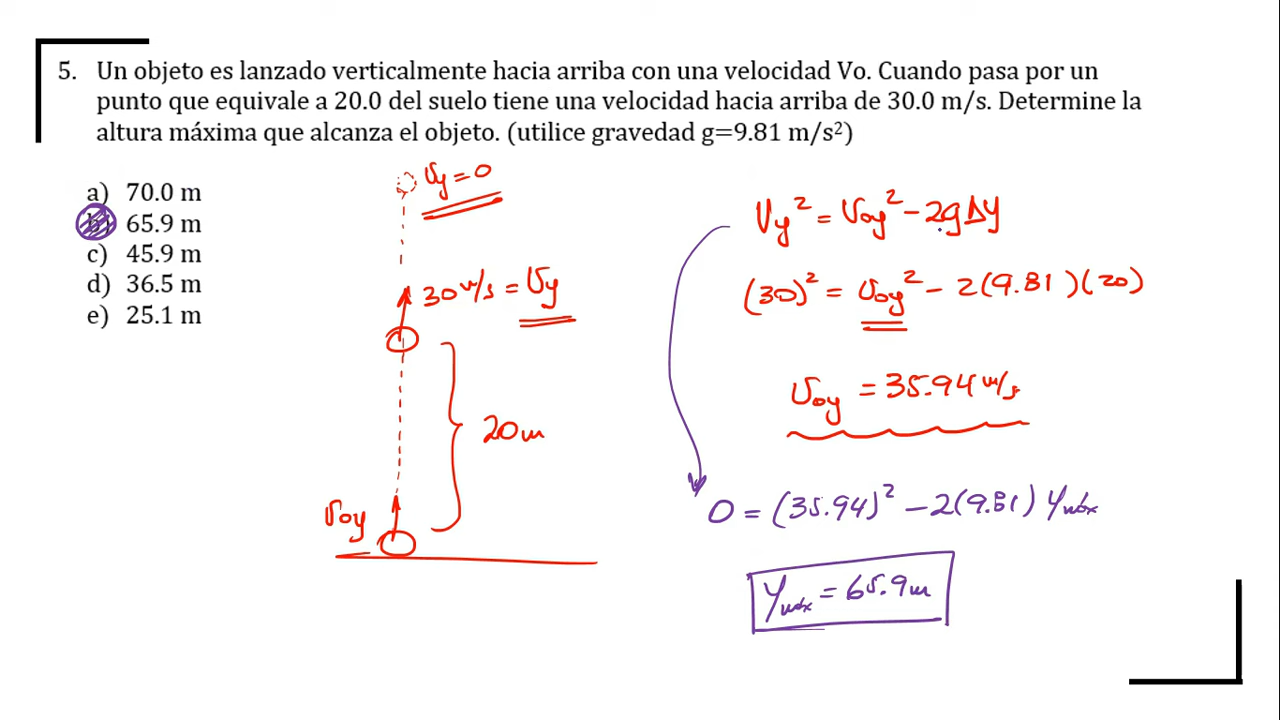 5. Un objeto es lanzado verticalmente hacia arriba con una velocidad Vo. Cuando pasa por un
punto que equivale a 20.0 del suelo tiene una velocidad hacia arriba de 30.0 m/s. Determine la
altura máxima que alcanza el objeto. (utilice gravedad g=9.81 m/s²)
a) 70.0 m
b) 65.9 m
c) 45.9 m
d) 36.5 m
e) 25.1 m
Vy = 0
30 m/s = Vy
20m
Voy
Vy² = Voy² - 2gΔy
(30)² = Voy² - 2(9.81)(20)
Voy = 35.94 m/s
0 = (35.94)² - 2(9.81) Ymáx
Ymáx = 65.9m